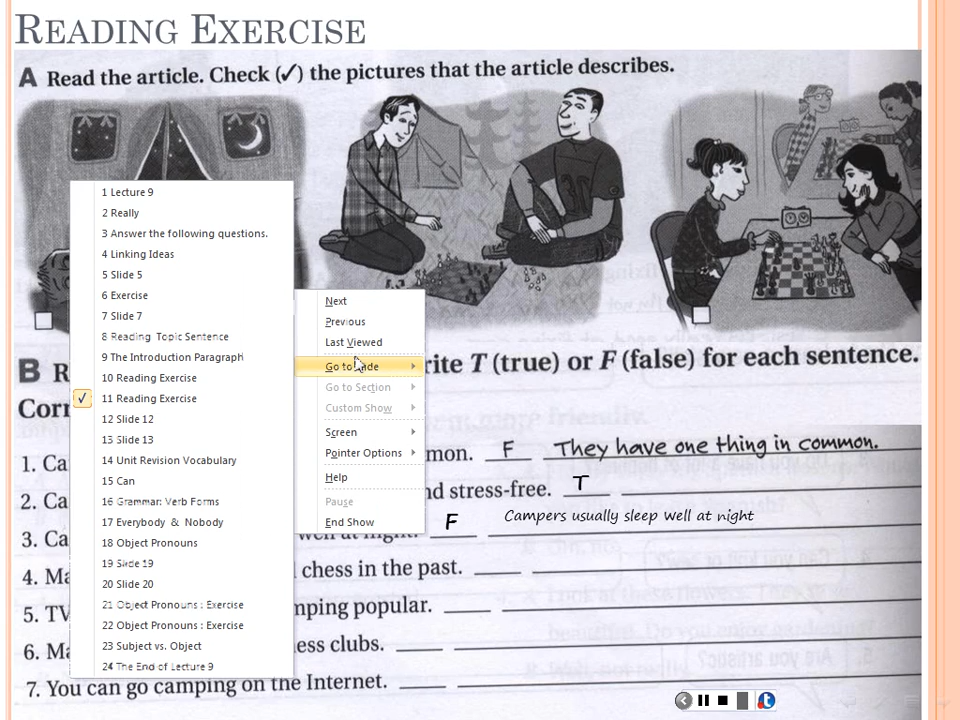 READING EXERCISE
A Read the article. Check (✓) the pictures that the article describes.
1 Lecture 9
2 Really
3 Answer the following questions.
4 Linking Ideas
5 Slide 5
6 Exercise
7 Slide 7
8 Reading Topic Sentence
9 The Introduction Paragraph
10 Reading Exercise
11 Reading Exercise
12 Slide 12
13 Slide 13
14 Unit Revision Vocabulary
15 Can
16 Grammar: Verb Forms
17 Everybody & Nobody
18 Object Pronouns
19 Slide 19
20 Slide 20
21 Object Pronouns : Exercise
22 Object Pronouns : Exercise
23 Subject vs. Object
24 The End of Lecture 9
Next
Previous
Last Viewed
Go to Slide
Go to Section
Custom Show
Screen
Pointer Options
Help
Pause
End Show
B R rite T (true) or F (false) for each sentence.
Corr
1. Ca mon. F They have one thing in common.
2. Ca nd stress-free. T
3. Ca well at night. F Campers usually sleep well at night
4. Ma chess in the past.
5. TV mping popular.
6. Ma ess clubs.
7. You can go camping on the Internet.